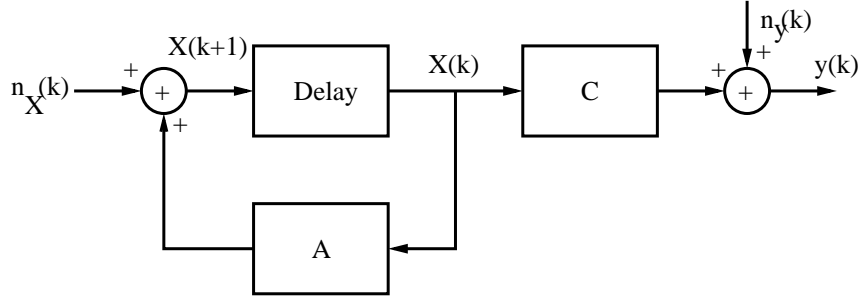 n_y(k)
X(k+1)
X(k)
y(k)
+
+
+
n_X(k)
+
Delay
C
+
+
A